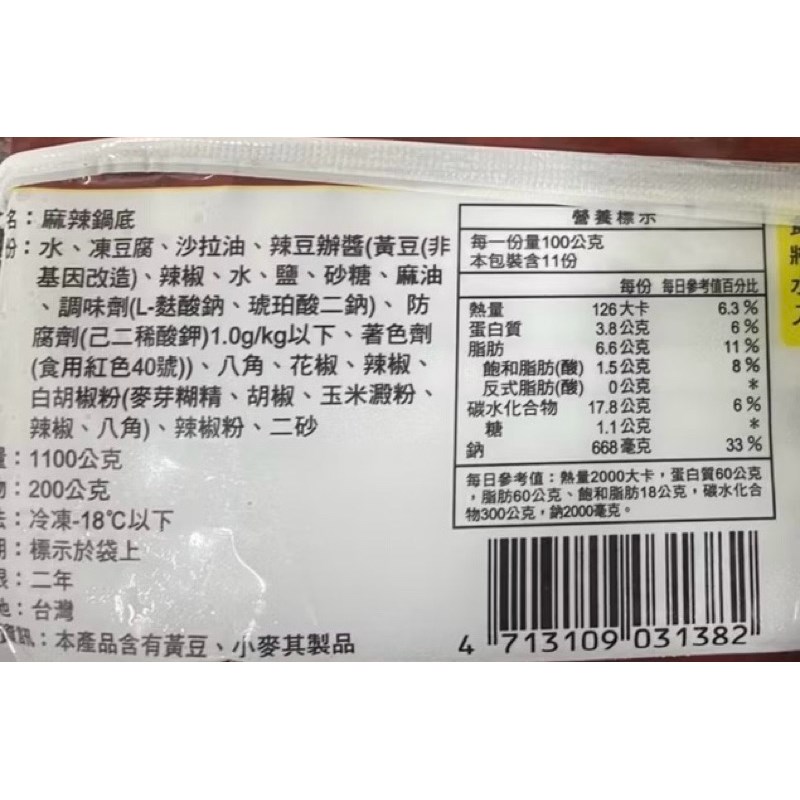 名：麻辣鍋底
份：水、凍豆腐、沙拉油、辣豆瓣醬(黃豆(非
基因改造)、辣椒、水、鹽、砂糖、麻油
、調味劑(L-麩酸鈉、琥珀酸二鈉)、防
腐劑(己二稀酸鉀)1.0g/kg以下、著色劑
(食用紅色40號))、八角、花椒、辣椒、
白胡椒粉(麥芽糊精、胡椒、玉米澱粉、
辣椒、八角)、辣椒粉、二砂
量：1100公克
物：200公克
法：冷凍-18℃以下
期：標示於袋上
限：二年
地：台灣
資訊：本產品含有黃豆、小麥其製品
營養標示
每一份量100公克
本包裝含11份
每份 每日參考值百分比
熱量 126大卡 6.3%
蛋白質 3.8公克 6%
脂肪 6.6公克 11%
飽和脂肪(酸) 1.5公克 8%
反式脂肪(酸) 0公克 *
碳水化合物 17.8公克 6%
糖 1.1公克 *
鈉 668毫克 33%
每日參考值：熱量2000大卡，蛋白質60公克
，脂肪60公克、飽和脂肪18公克，碳水化合
物300公克，鈉2000毫克。
4 713109 031382